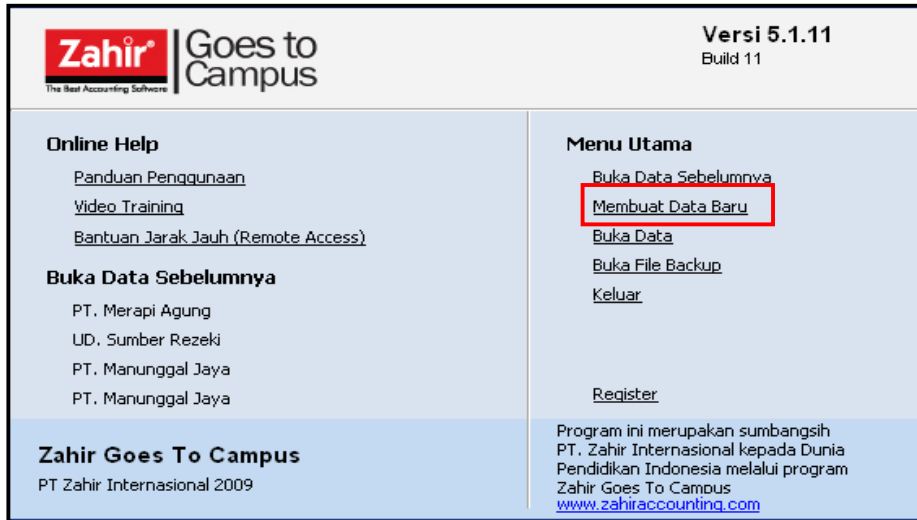 Zahir®
The Best Accounting Software
Goes to
Campus
Versi 5.1.11
Build 11
Online Help
Panduan Penggunaan
Video Training
Bantuan Jarak Jauh (Remote Access)
Buka Data Sebelumnya
PT. Merapi Agung
UD. Sumber Rezeki
PT. Manunggal Jaya
PT. Manunggal Jaya
Menu Utama
Buka Data Sebelumnya
Membuat Data Baru
Buka Data
Buka File Backup
Keluar
Register
Zahir Goes To Campus
PT Zahir Internasional 2009
Program ini merupakan sumbangsih
PT. Zahir Internasional kepada Dunia
Pendidikan Indonesia melalui program
Zahir Goes To Campus
www.zahiraccounting.com